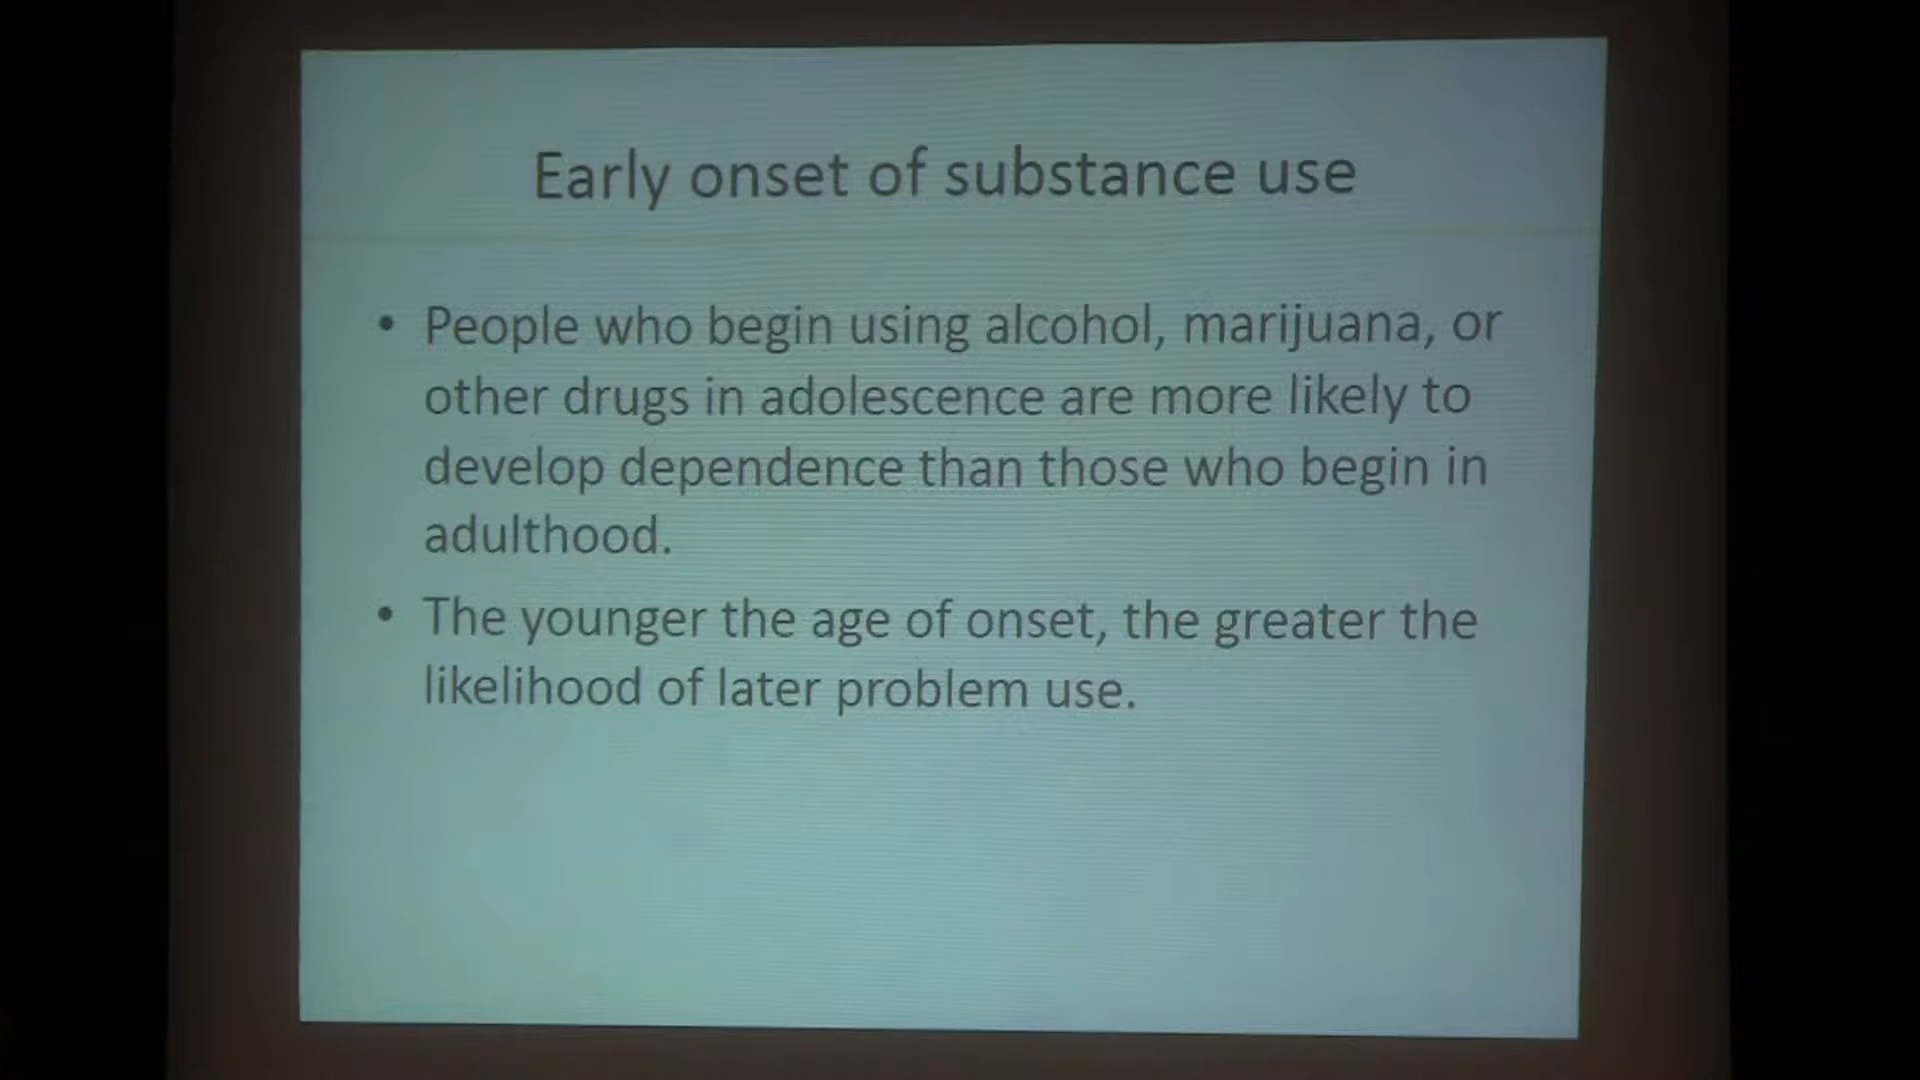 Early onset of substance use
• People who begin using alcohol, marijuana, or
other drugs in adolescence are more likely to
develop dependence than those who begin in
adulthood.
• The younger the age of onset, the greater the
likelihood of later problem use.